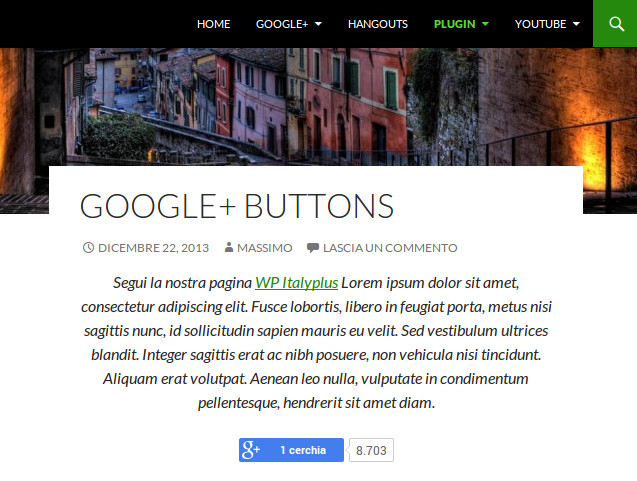 HOME GOOGLE+ HANGOUTS PLUGIN YOUTUBE
GOOGLE+ BUTTONS
DICEMBRE 22, 2013 MASSIMO LASCIA UN COMMENTO
Segui la nostra pagina WP Italyplus Lorem ipsum dolor sit amet,
consectetur adipiscing elit. Fusce lobortis, libero in feugiat porta, metus nisi
sagittis nunc, id sollicitudin sapien mauris eu velit. Sed vestibulum ultrices
blandit. Integer sagittis erat ac nibh posuere, non vehicula nisi tincidunt.
Aliquam erat volutpat. Aenean leo nulla, vulputate in condimentum
pellentesque, hendrerit sit amet diam.
g+ 1 cerchia 8.703